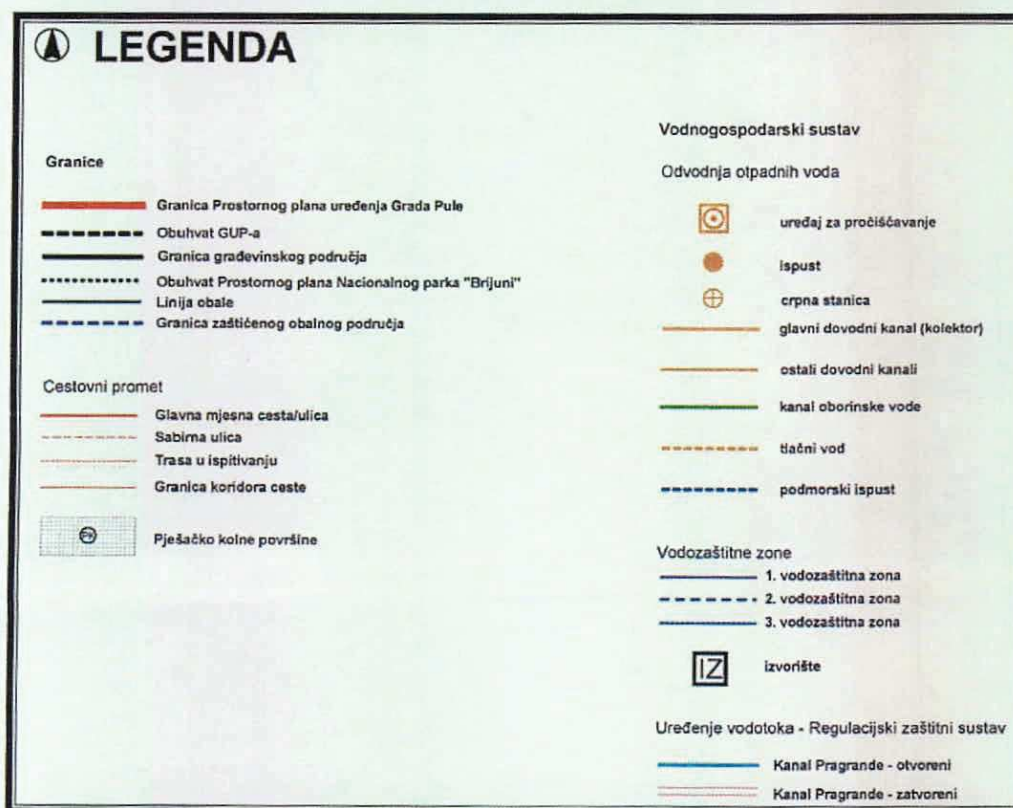 LEGENDA
Granice
Granica Prostornog plana uređenja Grada Pule
Obuhvat GUP-a
Granica građevinskog područja
Obuhvat Prostornog plana Nacionalnog parka "Brijuni"
Linija obale
Granica zaštićenog obalnog područja
Cestovni promet
Glavna mjesna cesta/ulica
Sabirna ulica
Trasa u ispitivanju
Granica koridora ceste
Pješačko kolne površine
Vodnogospodarski sustav
Odvodnja otpadnih voda
uređaj za pročišćavanje
ispust
crpna stanica
glavni dovodni kanal (kolektor)
ostali dovodni kanali
kanal oborinske vode
tlačni vod
podmorski ispust
Vodozaštitne zone
1. vodozaštitna zona
2. vodozaštitna zona
3. vodozaštitna zona
IZ izvorište
Uređenje vodotoka - Regulacijski zaštitni sustav
Kanal Pragrande - otvoreni
Kanal Pragrande - zatvoreni